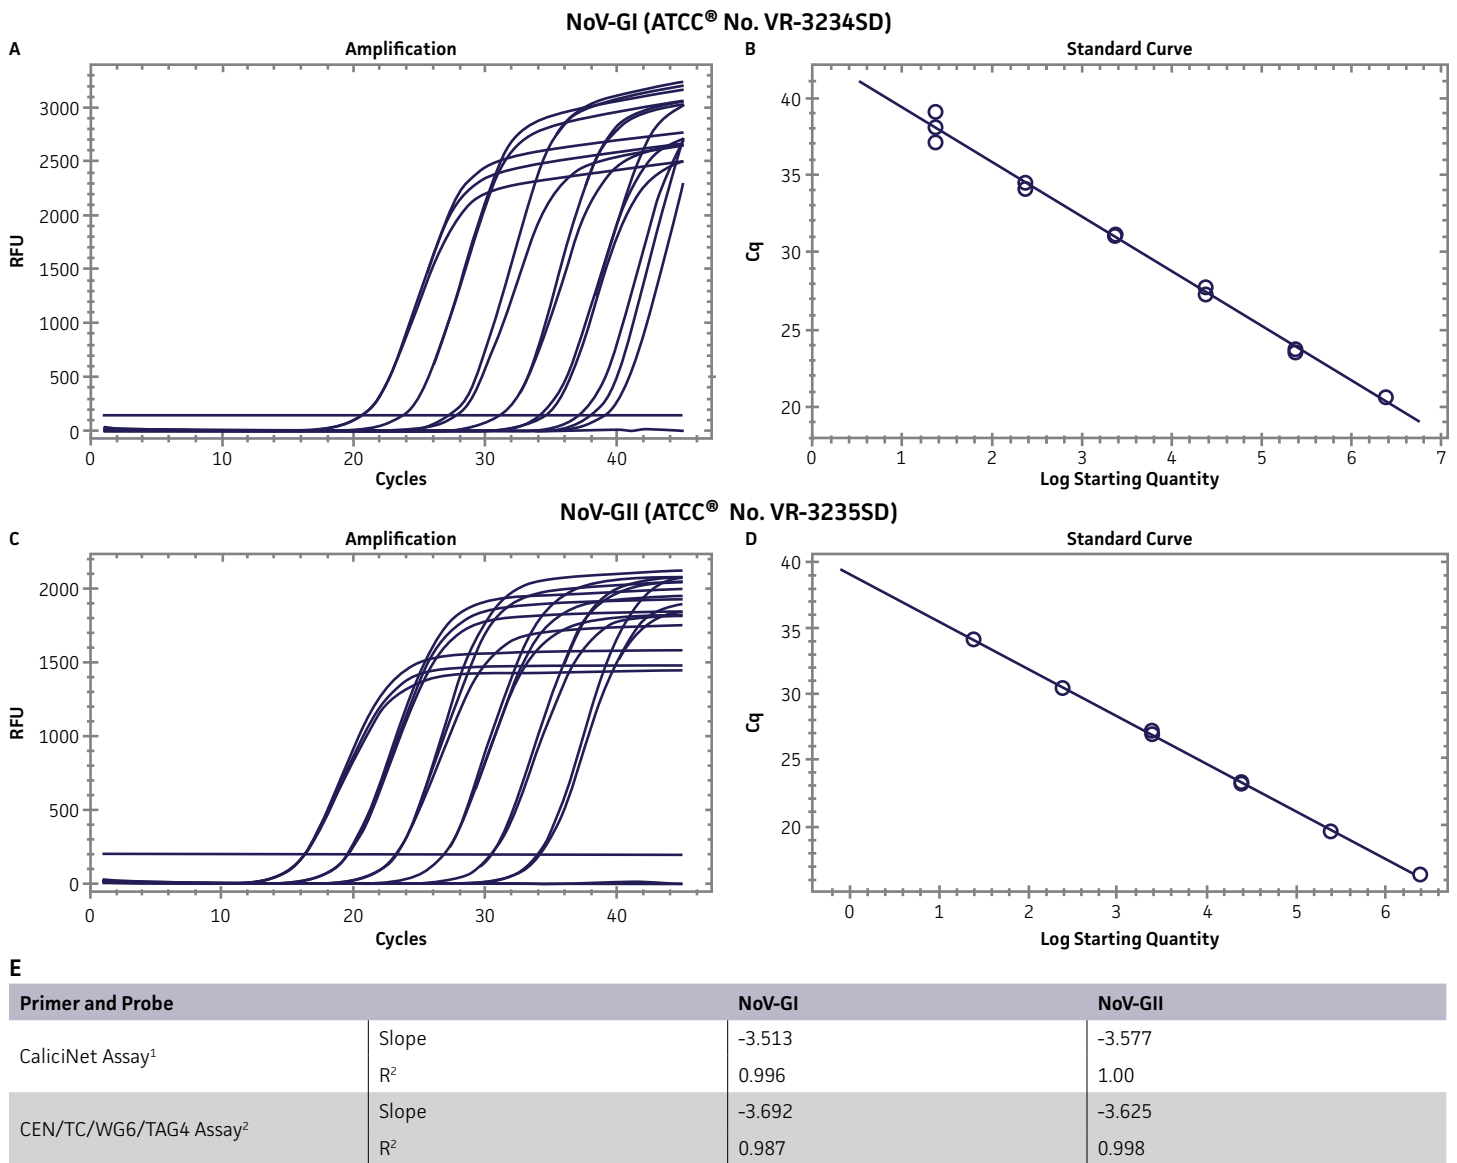 NoV-GI (ATCC® No. VR-3234SD)
A
Amplification
RFU
3000
2500
2000
1500
1000
500
0
0 10 20 30 40
Cycles
B
Standard Curve
Cq
40
35
30
25
20
0 1 2 3 4 5 6 7
Log Starting Quantity
NoV-GII (ATCC® No. VR-3235SD)
C
Amplification
RFU
2000
1500
1000
500
0
0 10 20 30 40
Cycles
D
Standard Curve
Cq
40
35
30
25
20
0 1 2 3 4 5 6
Log Starting Quantity
E
Primer and Probe NoV-GI NoV-GII
CaliciNet Assay¹
Slope -3.513 -3.577
R² 0.996 1.00
CEN/TC/WG6/TAG4 Assay²
Slope -3.692 -3.625
R² 0.987 0.998